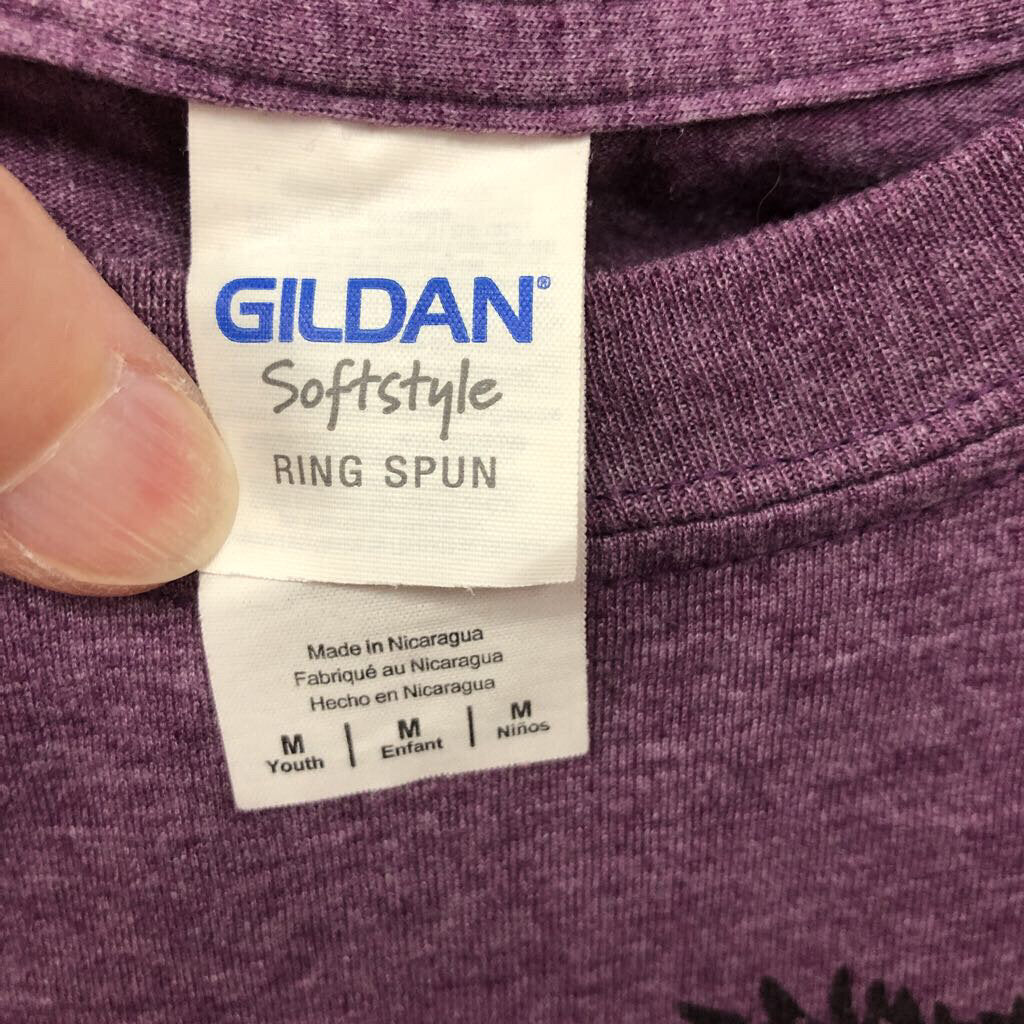 GILDAN®
Softstyle
RING SPUN
Made in Nicaragua
Fabriqué au Nicaragua
Hecho en Nicaragua
M | M | M
Youth | Enfant | Niños